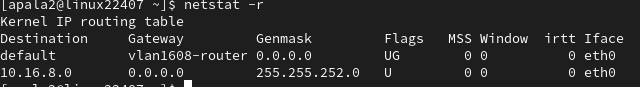 [apala2@linux22407 ~]$ netstat -r
Kernel IP routing table
Destination     Gateway         Genmask         Flags   MSS Window  irtt Iface
default         vlan1608-router 0.0.0.0         UG        0 0          0 eth0
10.16.8.0       0.0.0.0         255.255.252.0   U         0 0          0 eth0
[apala2@linux22407 ~]$